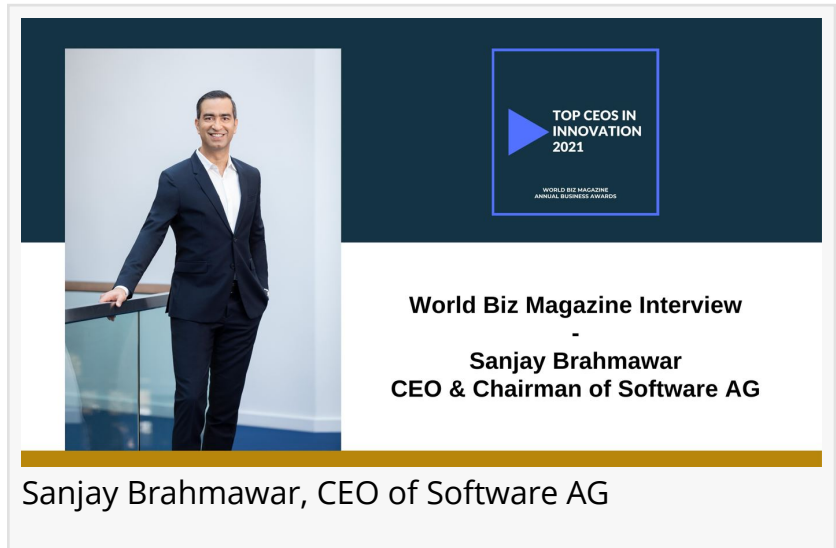 TOP CEOS IN
INNOVATION
2021
WORLD BIZ MAGAZINE
ANNUAL BUSINESS AWARDS
World Biz Magazine Interview
-
Sanjay Brahmawar
CEO & Chairman of Software AG
Sanjay Brahmawar, CEO of Software AG